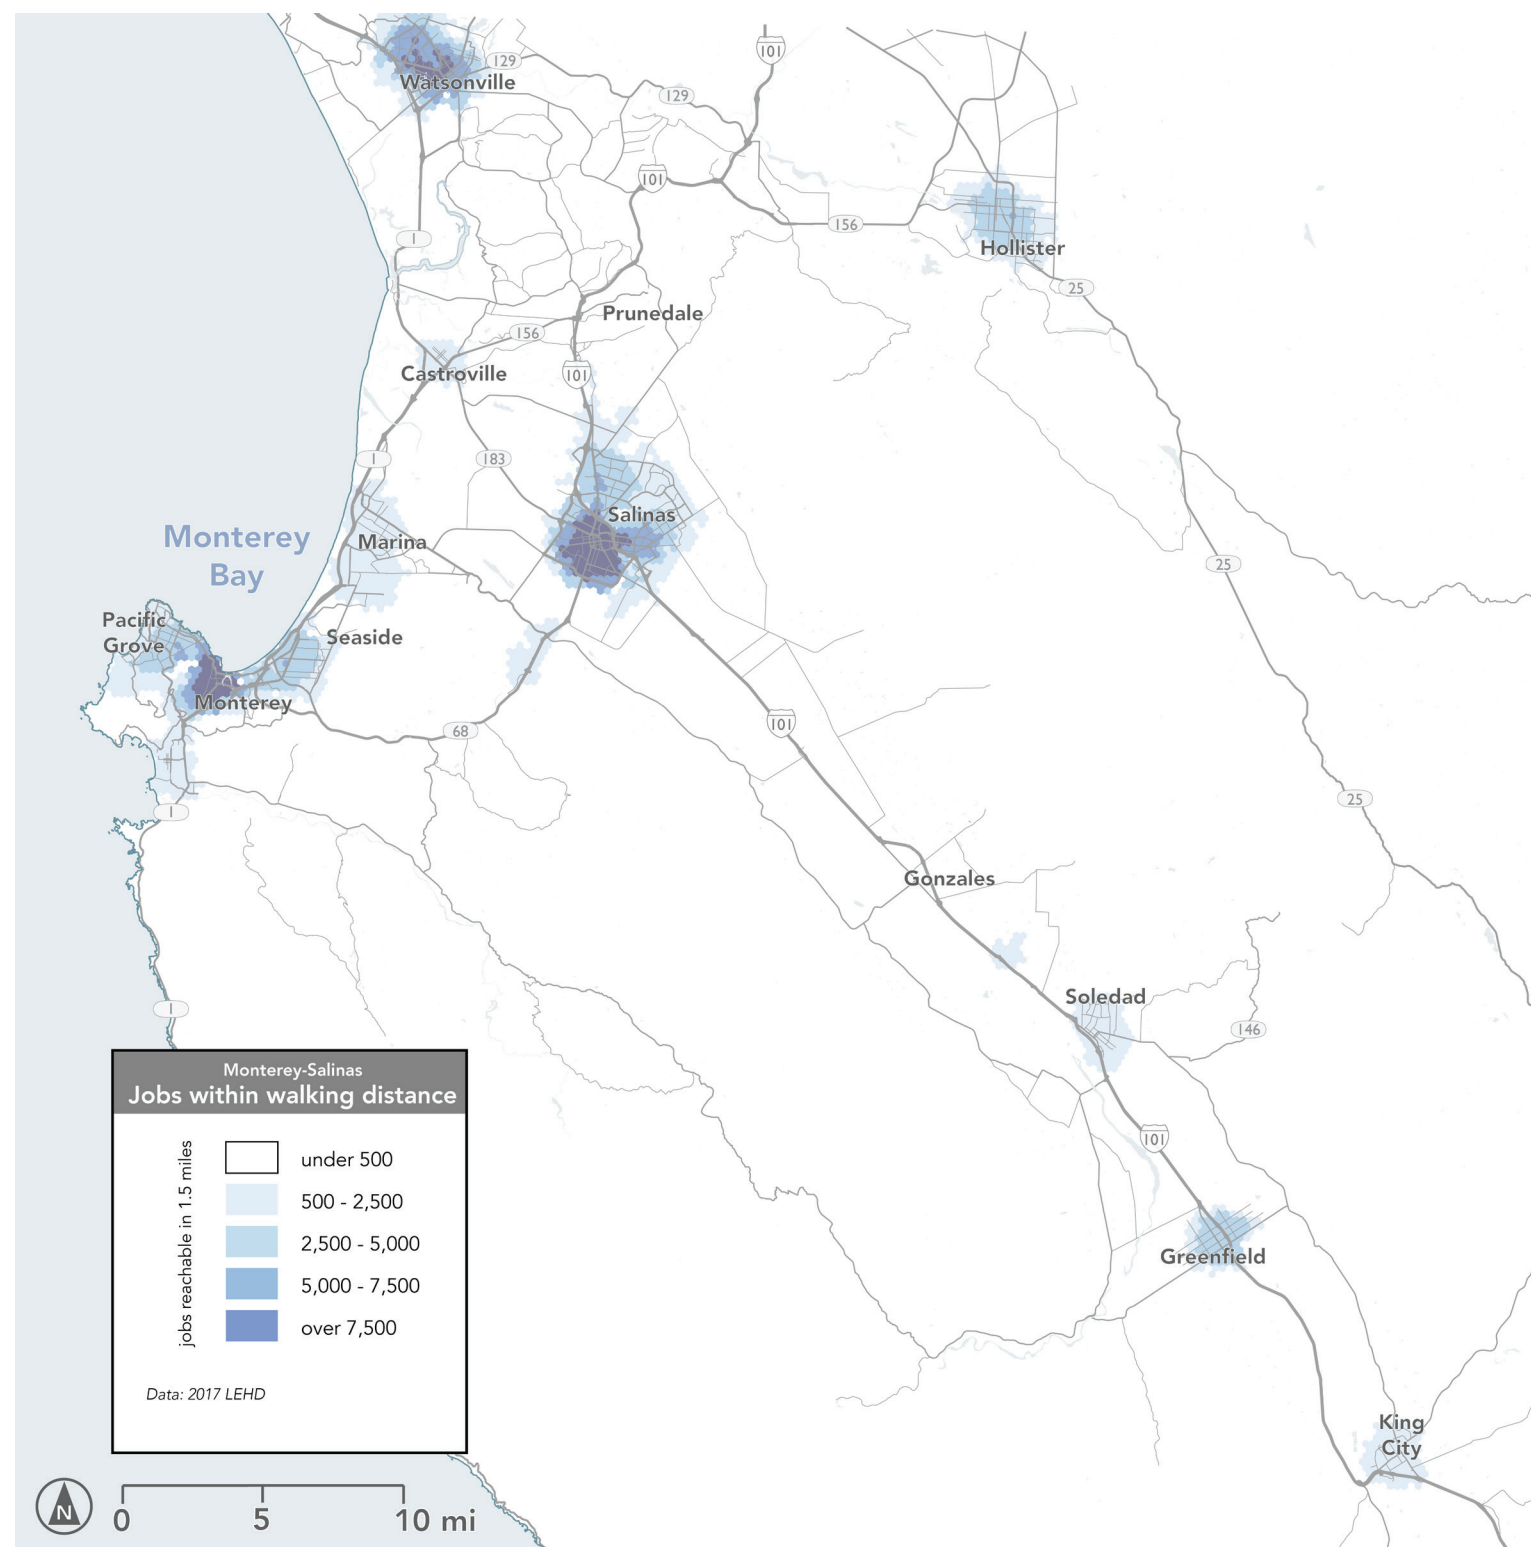 129
Watsonville
101
129
101
156
1
Hollister
25
Prunedale
156
101
Castroville
1
183
Salinas
Monterey
Bay
Marina
25
Pacific
Grove
Seaside
Monterey
68
101
25
1
Gonzales
Soledad
1
146
Monterey-Salinas
Jobs within walking distance
jobs reachable in 1.5 miles
under 500
500 - 2,500
2,500 - 5,000
5,000 - 7,500
over 7,500
Data: 2017 LEHD
101
Greenfield
King
City
N
0
5
10 mi